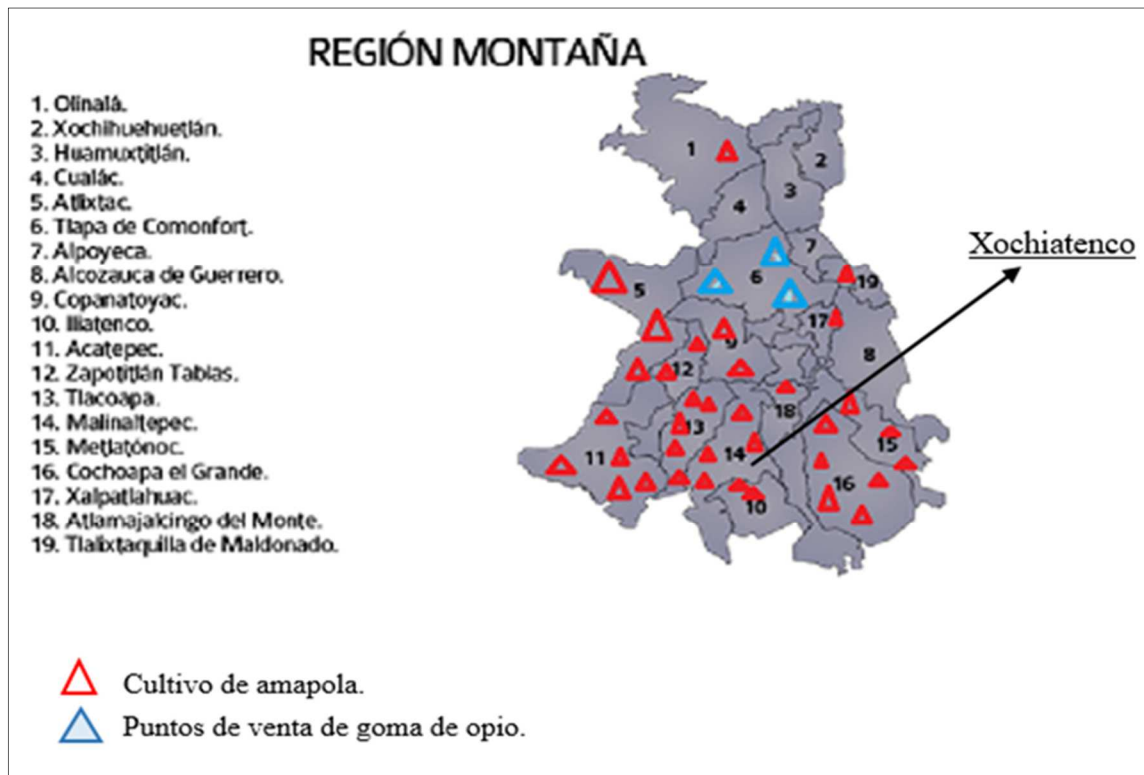 REGIÓN MONTAÑA
1. Olinalá.
2. Xochihuehuetlán.
3. Huamuxtitlán.
4. Cualác.
5. Atlixtac.
6. Tlapa de Comonfort.
7. Alpoyeca.
8. Alcozauca de Guerrero.
9. Copanatoyac.
10. Iliatenco.
11. Acatepec.
12. Zapotitlán Tablas.
13. Tlacoapa.
14. Malinaltepec.
15. Metlatónoc.
16. Cochoapa el Grande.
17. Xalpatlahuac.
18. Atlamajalcingo del Monte.
19. Tlalixtaquilla de Maldonado.
1
2
3
4
7
Xochiatenco
6
19
5
17
9
8
12
18
13
15
14
11
16
10
Cultivo de amapola.
Puntos de venta de goma de opio.